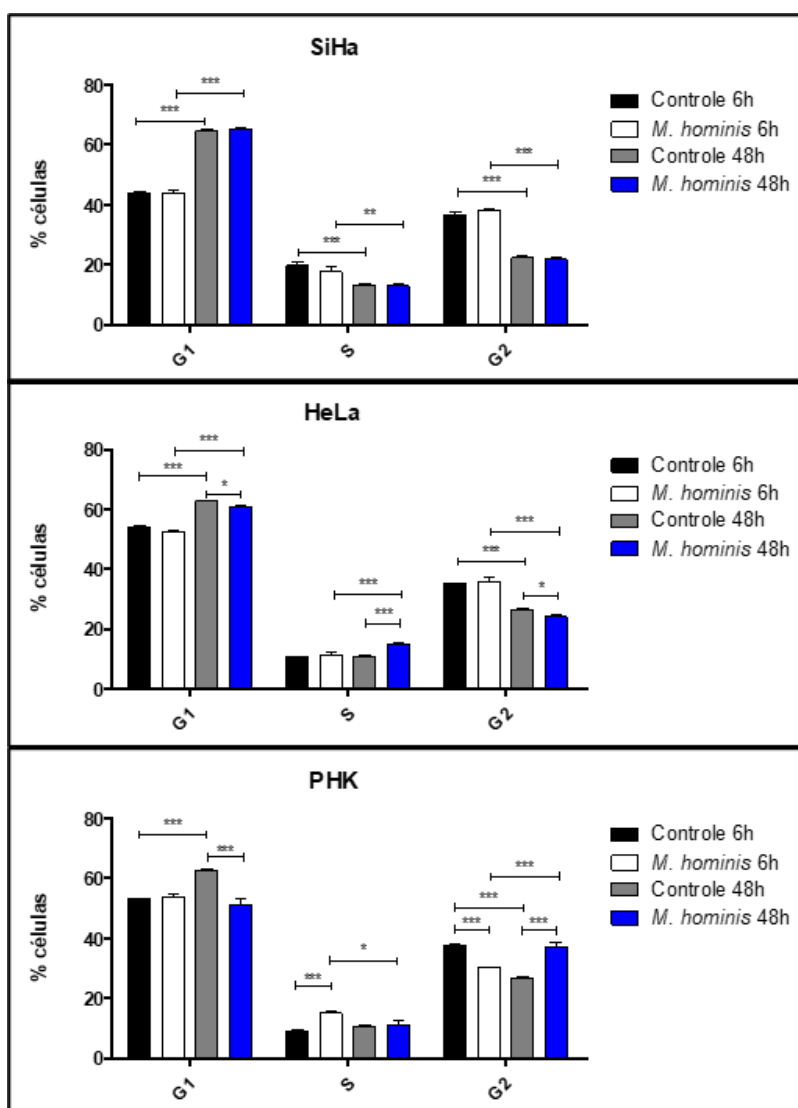 SiHa
80
60
40
20
0
% células
*** ***
*** **
*** ***
G1 S G2
Controle 6h
M. hominis 6h
Controle 48h
M. hominis 48h
HeLa
80
60
40
20
0
% células
*** *** *
*** ***
*** *** *
G1 S G2
Controle 6h
M. hominis 6h
Controle 48h
M. hominis 48h
PHK
80
60
40
20
0
% células
*** ***
*** *
*** *** *** ***
G1 S G2
Controle 6h
M. hominis 6h
Controle 48h
M. hominis 48h